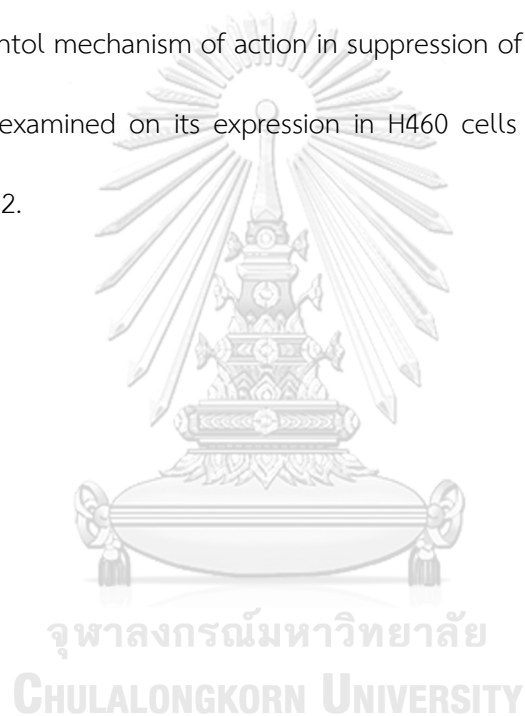 ntol mechanism of action in suppression of
examined on its expression in H460 cells
2.
จุฬาลงกรณ์มหาวิทยาลัย
CHULALONGKORN UNIVERSITY